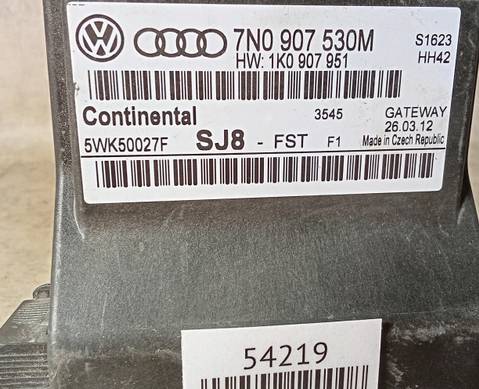 7N0 907 530M S1623
HW: 1K0 907 951 HH42
Continental 3545 GATEWAY
26.03.12
5WK50027F SJ8 - FST F1 Made in Czech Republic
54219